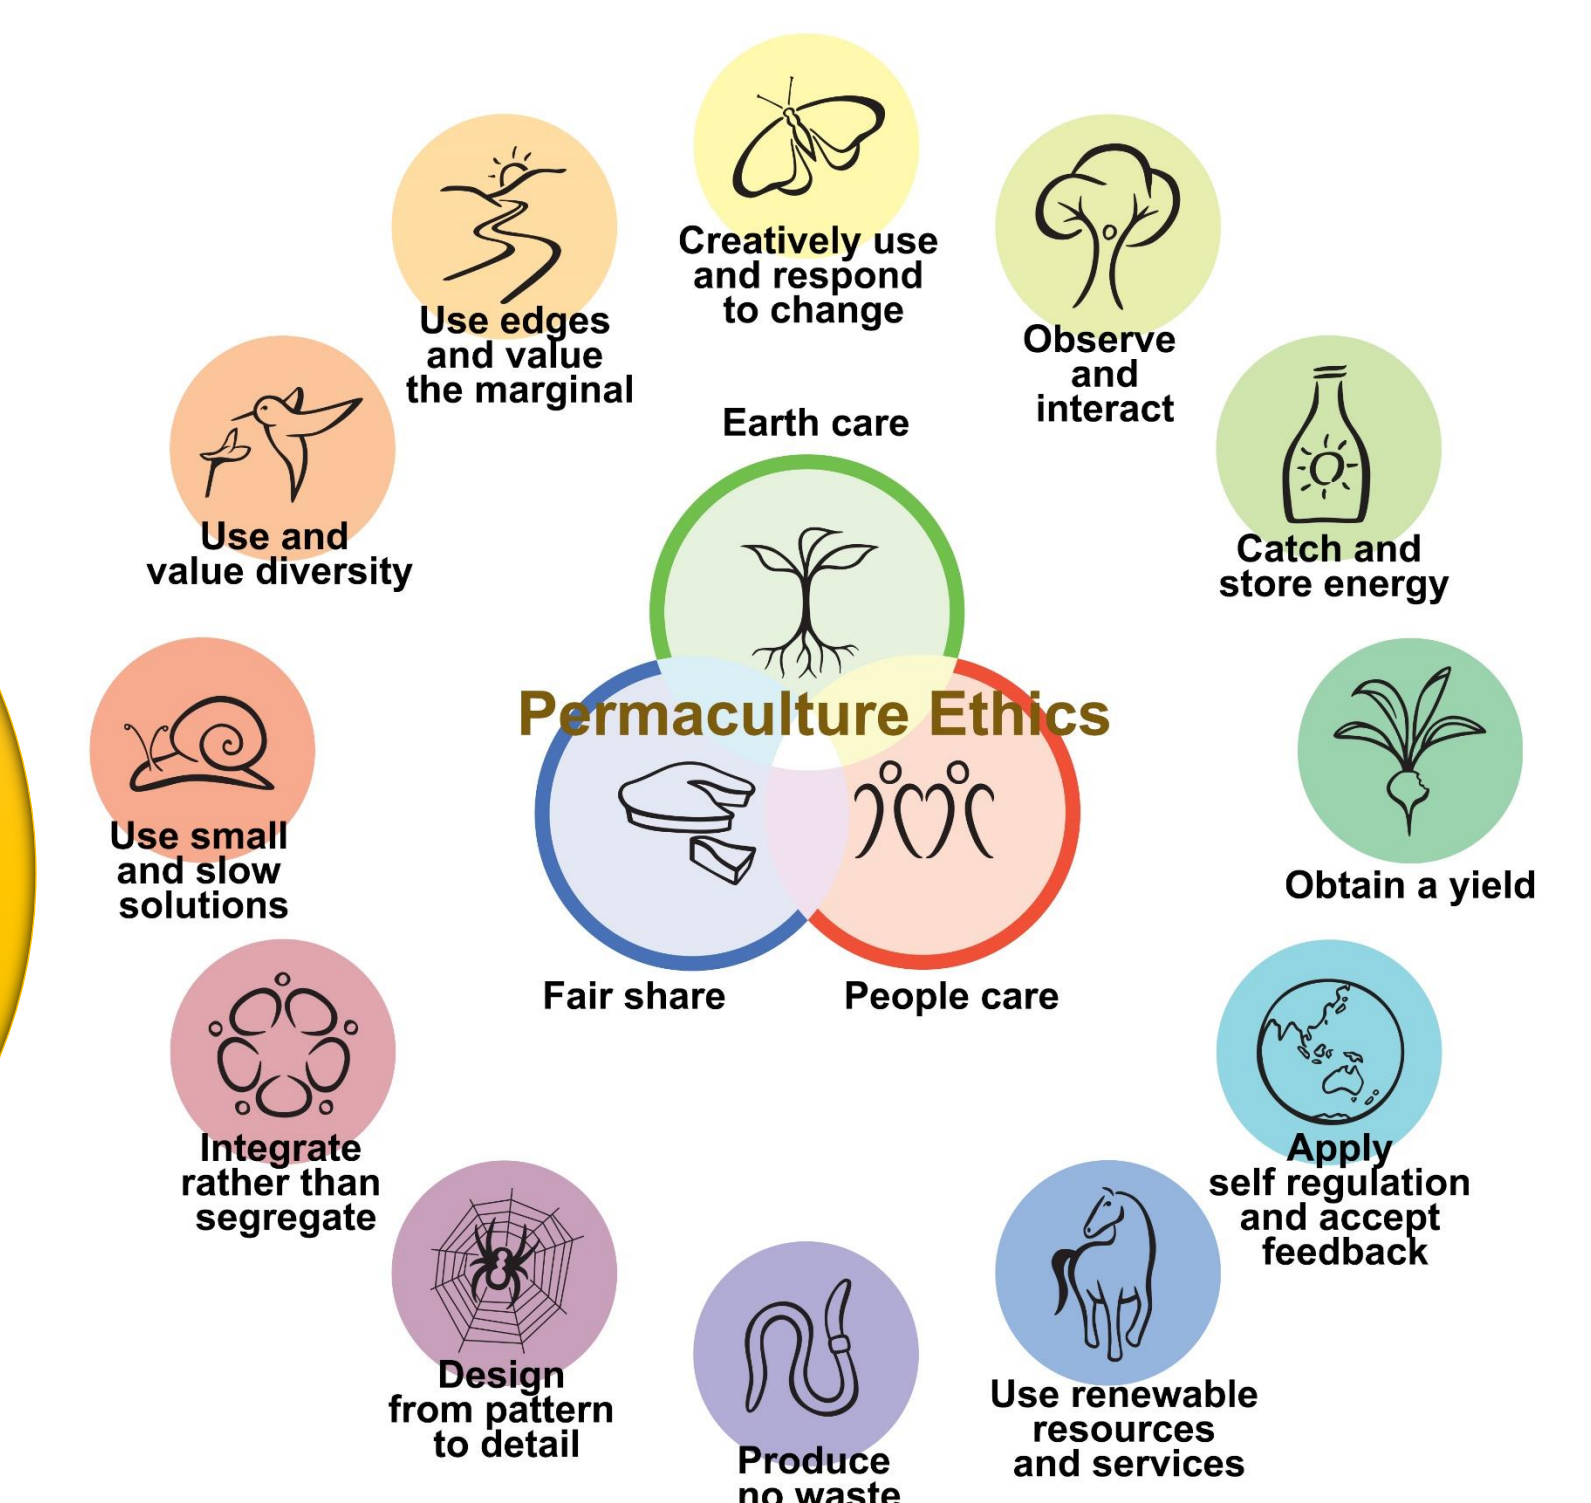 Creatively use
and respond
to change
Observe
and
interact
Catch and
store energy
Obtain a yield
Apply
self regulation
and accept
feedback
Use renewable
resources
and services
Produce
no waste
Design
from pattern
to detail
Integrate
rather than
segregate
Use small
and slow
solutions
Use and
value diversity
Use edges
and value
the marginal
Earth care
Permaculture Ethics
Fair share
People care